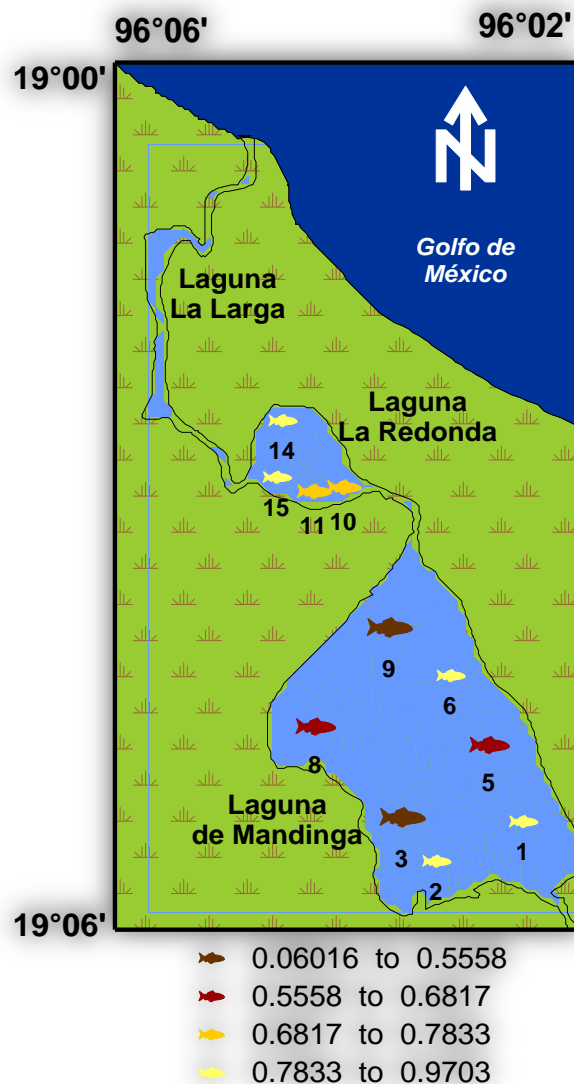 96°06'
96°02'
19°00'
N
Golfo de
México
Laguna
La Larga
Laguna
La Redonda
14
15
11
10
9
6
8
5
Laguna
de Mandinga
3
2
1
19°06'
0.06016 to 0.5558
0.5558 to 0.6817
0.6817 to 0.7833
0.7833 to 0.9703